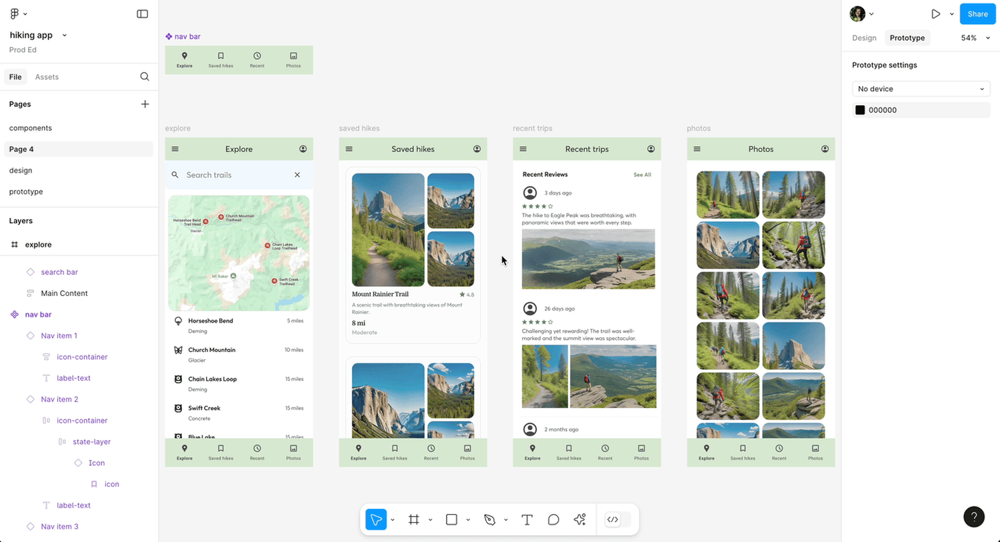 hiking app
Prod Ed
File
Assets
Pages
components
Page 4
design
prototype
Layers
explore
search bar
Main Content
nav bar
Nav item 1
icon-container
label-text
Nav item 2
icon-container
state-layer
Icon
icon
label-text
Nav item 3
nav bar
Explore
Saved hikes
Recent
Photos
explore
Explore
Search trails
Horseshoe Bend
Trail Head
Church Mountain
Trailhead
Glacier
Chain Lakes
Loop Trailhead
Mt Baker
Swift Creek
Trailhead
Horseshoe Bend
5 miles
Deming
Church Mountain
10 miles
Glacier
Chain Lakes Loop
15 miles
Deming
Swift Creek
15 miles
Concrete
Blue Lake
15 miles
Explore
Saved hikes
Recent
Photos
saved hikes
Saved hikes
Mount Rainier Trail
4.8
A scenic trail with breathtaking views of Mount
Rainier.
8 mi
Moderate
Explore
Saved hikes
Recent
Photos
recent trips
Recent trips
Recent Reviews
See All
3 days ago
The hike to Eagle Peak was breathtaking, with
panoramic views that were worth every step.
26 days ago
Challenging yet rewarding! The trail was well-
marked and the summit view was spectacular.
2 months ago
Explore
Saved hikes
Recent
Photos
photos
Photos
Explore
Saved hikes
Recent
Photos
Share
Design
Prototype
54%
Prototype settings
No device
000000
?